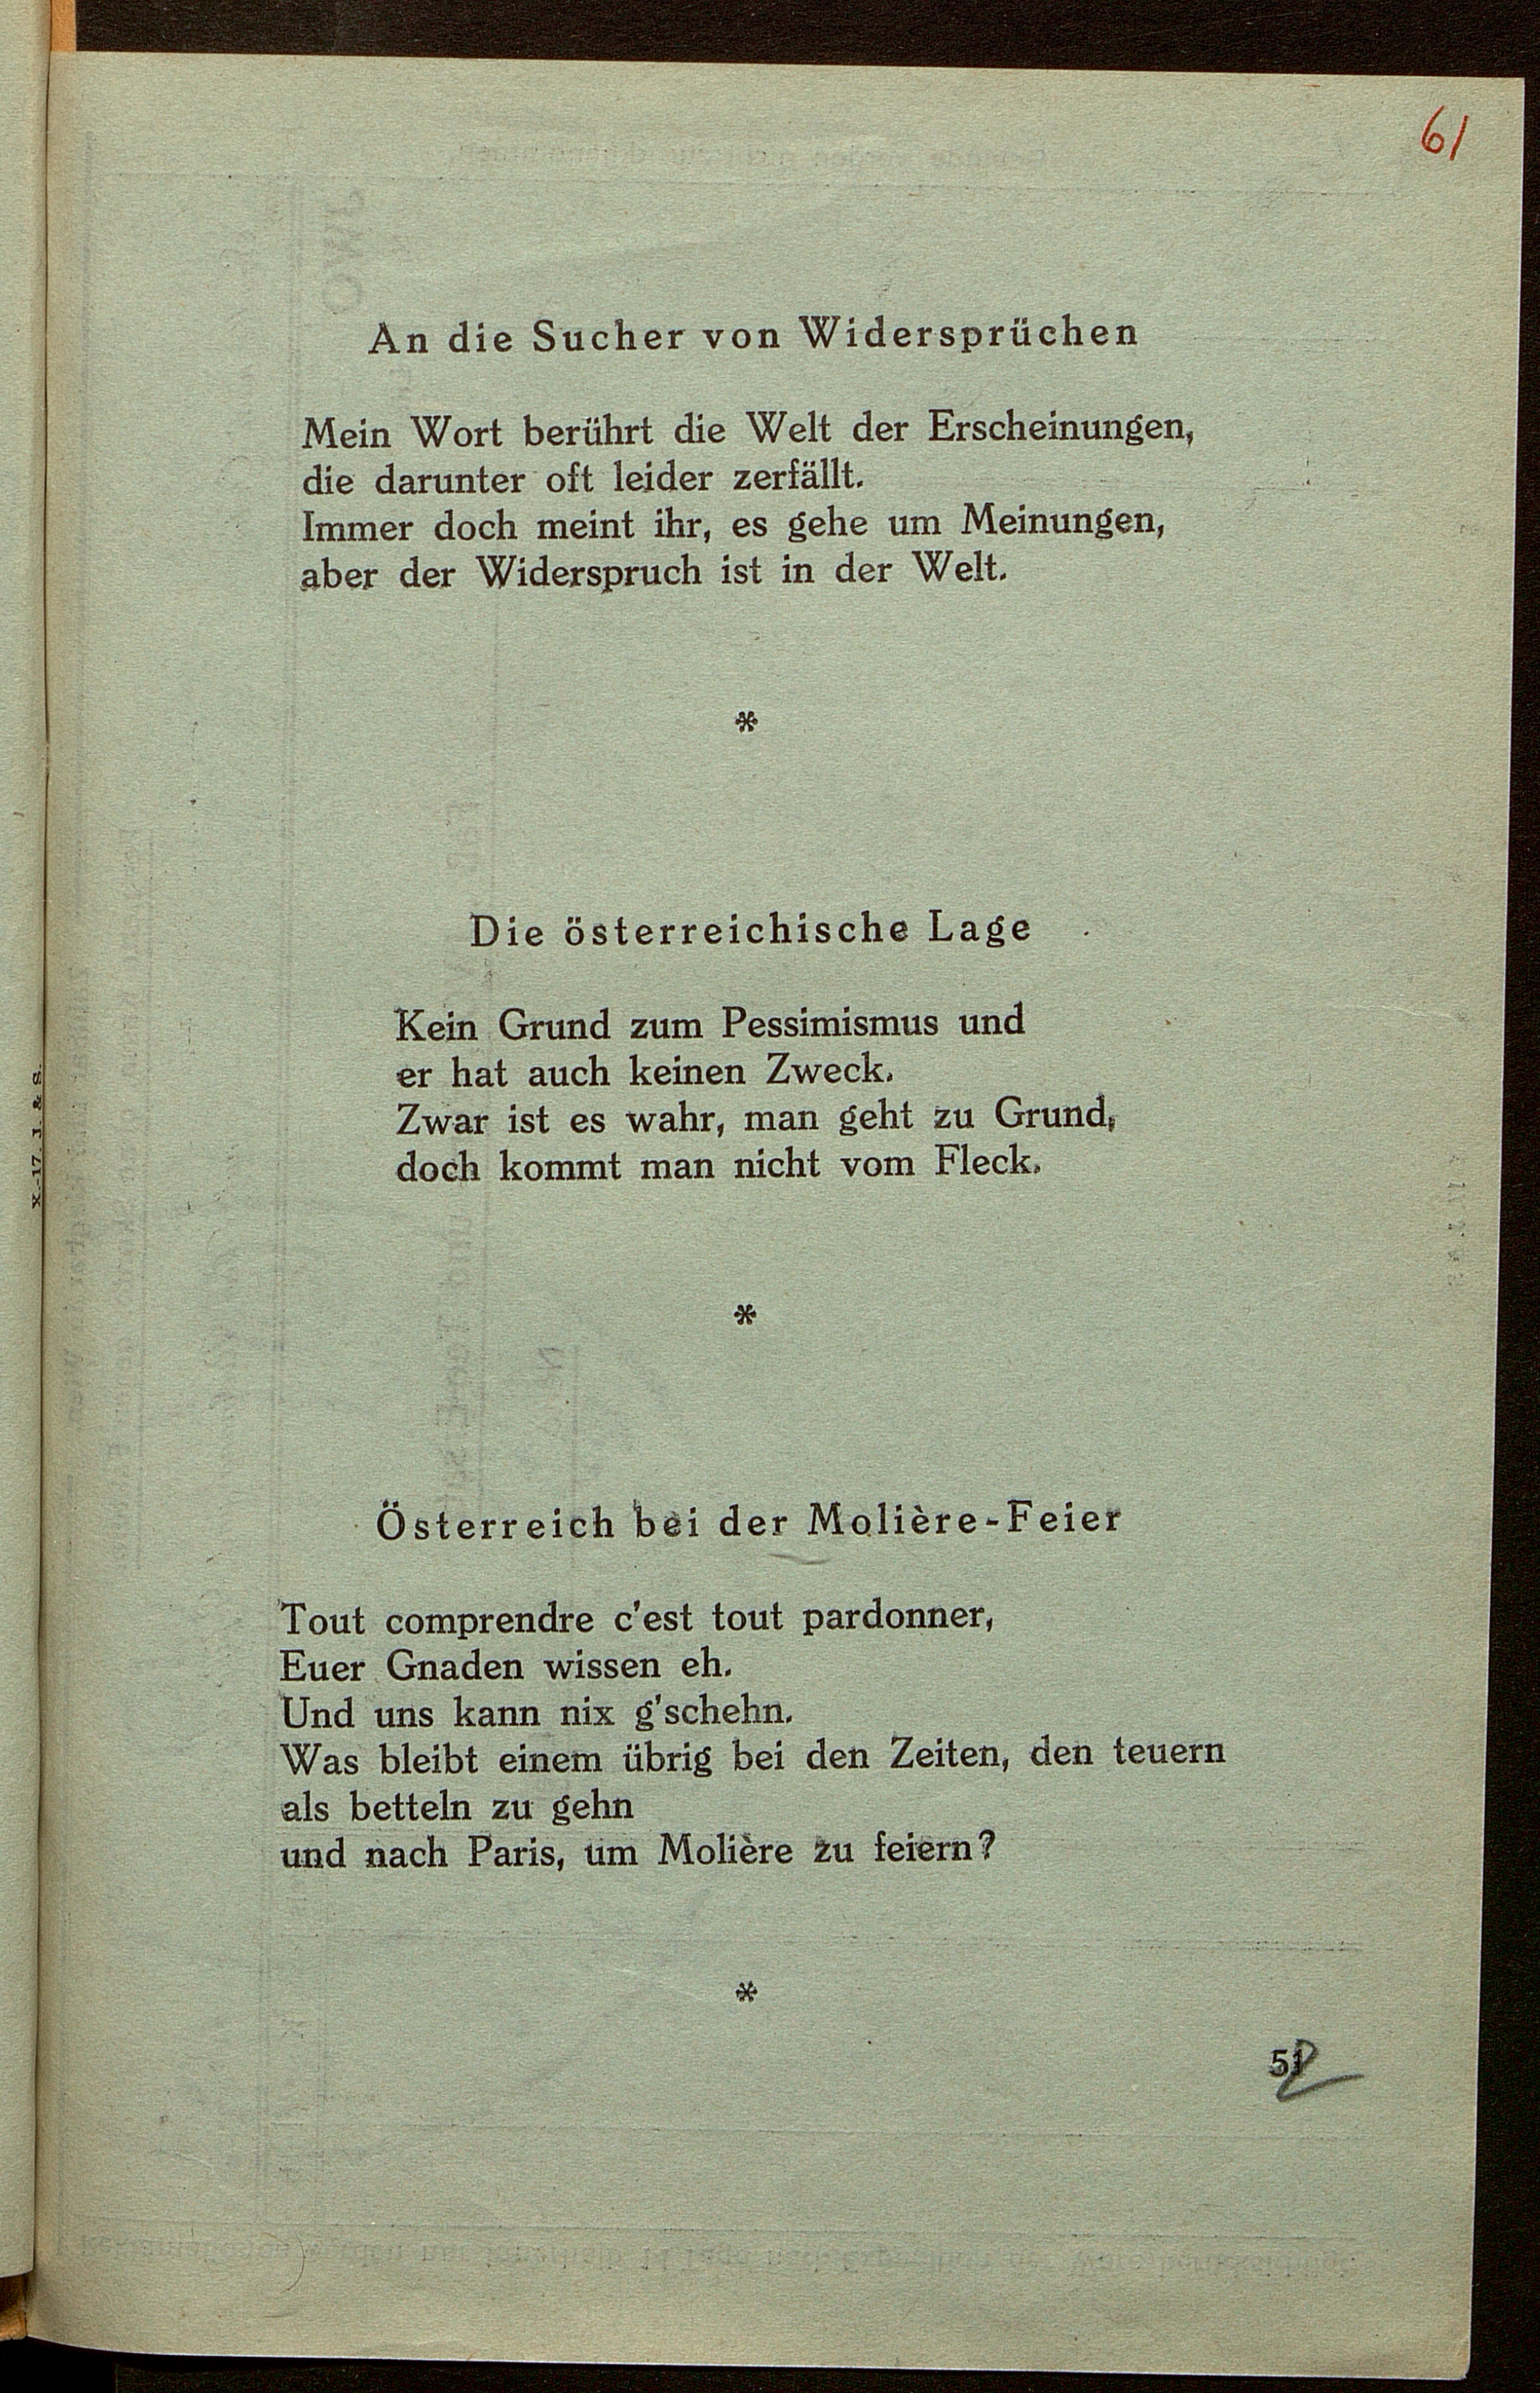 61
An die Sucher von Widersprüchen
Mein Wort berührt die Welt der Erscheinungen,
die darunter oft leider zerfällt.
Immer doch meint ihr, es gehe um Meinungen,
aber der Widerspruch ist in der Welt.
*
Die österreichische Lage
Kein Grund zum Pessimismus und
er hat auch keinen Zweck.
Zwar ist es wahr, man geht zu Grund,
doch kommt man nicht vom Fleck.
*
Österreich bei der Molière-Feier
Tout comprendre c'est tout pardonner,
Euer Gnaden wissen eh.
Und uns kann nix g'schehn.
Was bleibt einem übrig bei den Zeiten, den teuern
als betteln zu gehn
und nach Paris, um Molière zu feiern?
*
52
X.-17. J. & S.